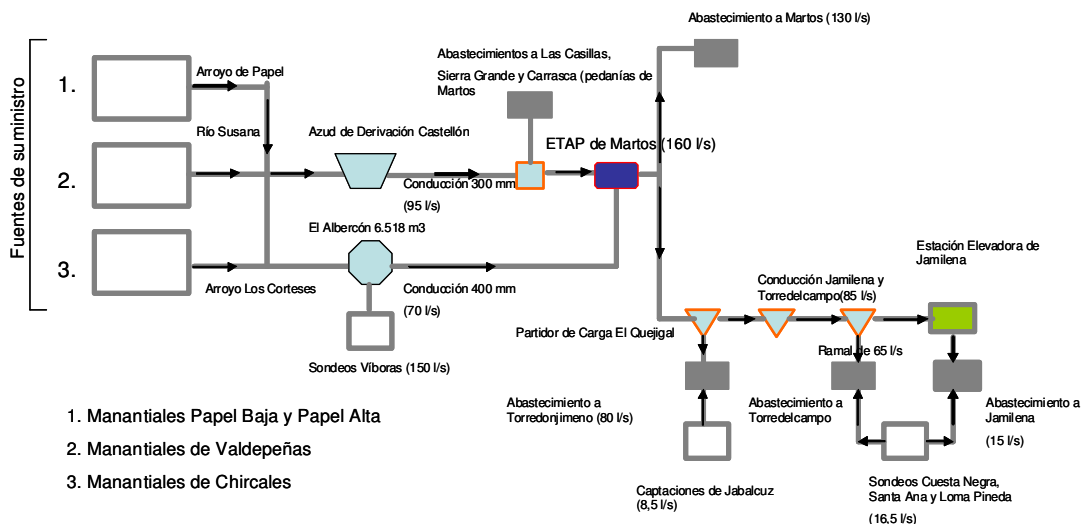 Fuentes de suministro
1.
2.
3.
Arroyo de Papel
Río Susana
Arroyo Los Corteses
Azud de Derivación Castellón
Conducción 300 mm
(95 l/s)
El Albercón 6.518 m3
Conducción 400 mm
(70 l/s)
Sondeos Víboras (150 l/s)
Abastecimientos a Las Casillas,
Sierra Grande y Carrasca (pedanías de
Martos
ETAP de Martos (160 l/s)
Abastecimiento a Martos (130 l/s)
Partidor de Carga El Quejigal
Conducción Jamilena y
Torredelcampo(85 l/s)
Estación Elevadora de
Jamilena
Ramal de 65 l/s
Abastecimiento a
Torredonjimeno (80 l/s)
Abastecimiento a
Torredelcampo
Abastecimiento a
Jamilena
(15 l/s)
Captaciones de Jabalcuz
(8,5 l/s)
Sondeos Cuesta Negra,
Santa Ana y Loma Pineda
(16,5 l/s)
1. Manantiales Papel Baja y Papel Alta
2. Manantiales de Valdepeñas
3. Manantiales de Chircales